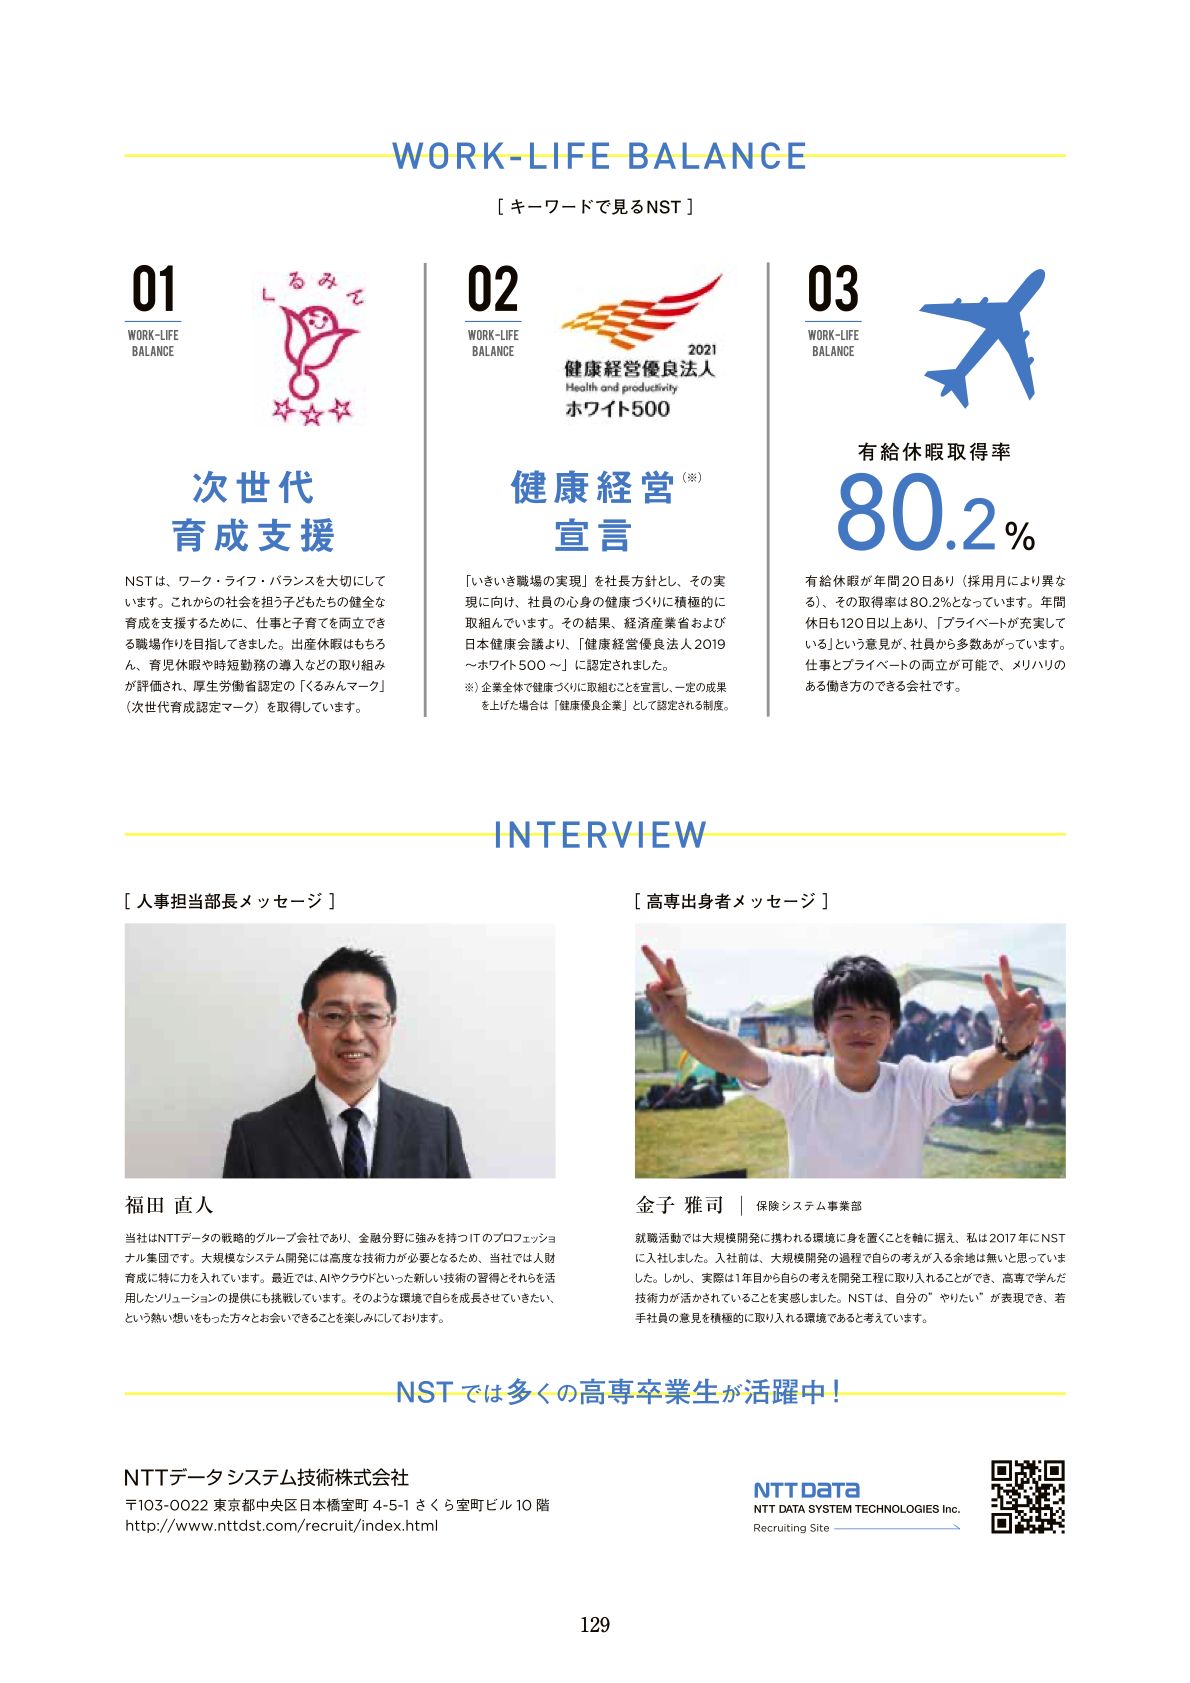 WORK-LIFE BALANCE
[ キーワードで見るNST ]
01
WORK-LIFE
BALANCE
くるみん
次世代
育成支援
NSTは、ワーク・ライフ・バランスを大切にして
います。これからの社会を担う子どもたちの健全な
育成を支援するために、仕事と子育てを両立でき
る職場作りを目指してきました。出産休暇はもちろ
ん、育児休暇や時短勤務の導入などの取り組み
が評価され、厚生労働省認定の「くるみんマーク」
（次世代育成認定マーク）を取得しています。
02
WORK-LIFE
BALANCE
2021
健康経営優良法人
Health and productivity
ホワイト500
健康経営（※）
宣言
「いきいき職場の実現」を社長方針とし、その実
現に向け、社員の心身の健康づくりに積極的に
取組んでいます。その結果、経済産業省および
日本健康会議より、「健康経営優良法人2019
～ホワイト500～」に認定されました。
※）企業全体で健康づくりに取組むことを宣言し、一定の成果
を上げた場合は「健康優良企業」として認定される制度。
03
WORK-LIFE
BALANCE
有給休暇取得率
80.2%
有給休暇が年間20日あり（採用月により異な
る）、その取得率は80.2%となっています。年間
休日も120日以上あり、「プライベートが充実して
いる」という意見が、社員から多数あがっています。
仕事とプライベートの両立が可能で、メリハリの
ある働き方のできる会社です。
INTERVIEW
[ 人事担当部長メッセージ ]
福田 直人
当社はNTTデータの戦略的グループ会社であり、金融分野に強みを持つITのプロフェッショ
ナル集団です。大規模なシステム開発には高度な技術力が必要となるため、当社では人財
育成に特に力を入れています。最近では、AIやクラウドといった新しい技術の習得とそれらを活
用したソリューションの提供にも挑戦しています。そのような環境で自らを成長させていきたい、
という熱い想いをもった方々とお会いできることを楽しみにしております。
[ 高専出身者メッセージ ]
金子 雅司｜保険システム事業部
就職活動では大規模開発に携われる環境に身を置くことを軸に据え、私は2017年にNST
に入社しました。入社前は、大規模開発の過程で自らの考えが入る余地は無いと思っていま
した。しかし、実際は1年目から自らの考えを開発工程に取り入れることができ、高専で学んだ
技術力が活かされていることを実感しました。NSTは、自分の”やりたい”が表現でき、若
手社員の意見を積極的に取り入れる環境であると考えています。
NSTでは多くの高専卒業生が活躍中！
NTTデータ システム技術株式会社
〒103-0022 東京都中央区日本橋室町 4-5-1 さくら室町ビル 10 階
http://www.nttdst.com/recruit/index.html
NTT DATA
NTT DATA SYSTEM TECHNOLOGIES Inc.
Recruiting Site
129